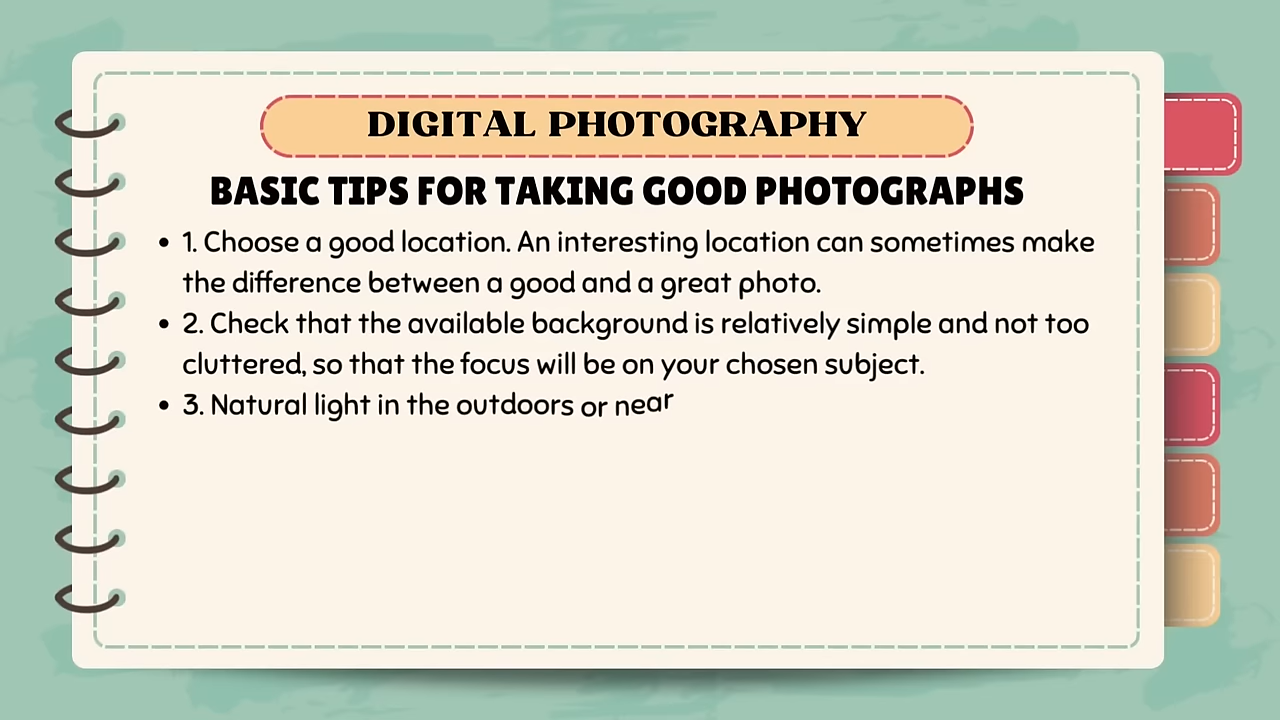 DIGITAL PHOTOGRAPHY
BASIC TIPS FOR TAKING GOOD PHOTOGRAPHS
• 1. Choose a good location. An interesting location can sometimes make
the difference between a good and a great photo.
• 2. Check that the available background is relatively simple and not too
cluttered, so that the focus will be on your chosen subject.
• 3. Natural light in the outdoors or near